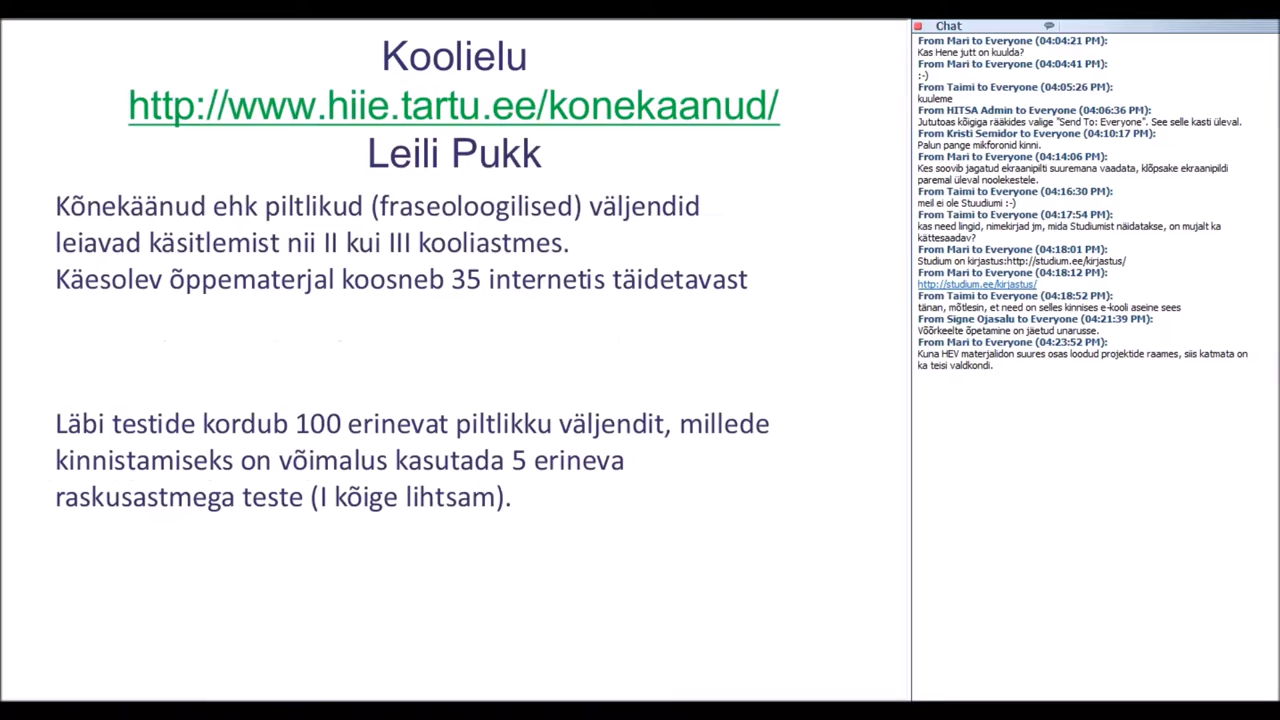 Koolielu
http://www.hiie.tartu.ee/konekaanud/
Leili Pukk
Kõnekäänud ehk piltlikud (fraseoloogilised) väljendid
leiavad käsitlemist nii II kui III kooliastmes.
Käesolev õppematerjal koosneb 35 internetis täidetavast
Läbi testide kordub 100 erinevat piltlikku väljendit, millede
kinnistamiseks on võimalus kasutada 5 erineva
raskusastmega teste (I kõige lihtsam).
Chat
From Mari to Everyone (04:04:21 PM):
Kas Hene jutt on kuulda?
From Mari to Everyone (04:04:41 PM):
:-)
From Taimi to Everyone (04:05:26 PM):
kuuleme
From HITSA Admin to Everyone (04:06:36 PM):
Jututoas kõigiga rääkides valige "Send To: Everyone". See selle kasti üleval.
From Kristi Semidor to Everyone (04:10:17 PM):
Palun pange mikforonid kinni.
From Mari to Everyone (04:14:06 PM):
Kes soovib jagatud ekraanipilti suuremana vaadata, klõpsake ekraanipildi
paremal üleval noolekestele.
From Taimi to Everyone (04:16:30 PM):
meil ei ole Stuudiumi :-)
From Taimi to Everyone (04:17:54 PM):
kas need lingid, nimekirjad jm, mida Studiumist näidatakse, on mujalt ka
kättesaadav?
From Mari to Everyone (04:18:01 PM):
Studium on kirjastus:http://studium.ee/kirjastus/
From Mari to Everyone (04:18:12 PM):
http://studium.ee/kirjastus/
From Taimi to Everyone (04:18:52 PM):
tänan, mõtlesin, et need on selles kinnises e-kooli aseine sees
From Signe Ojasalu to Everyone (04:21:39 PM):
Võõrkeelte õpetamine on jäetud unarusse.
From Mari to Everyone (04:23:52 PM):
Kuna HEV materjalidon suures osas loodud projektide raames, siis katmata on
ka teisi valdkondi.